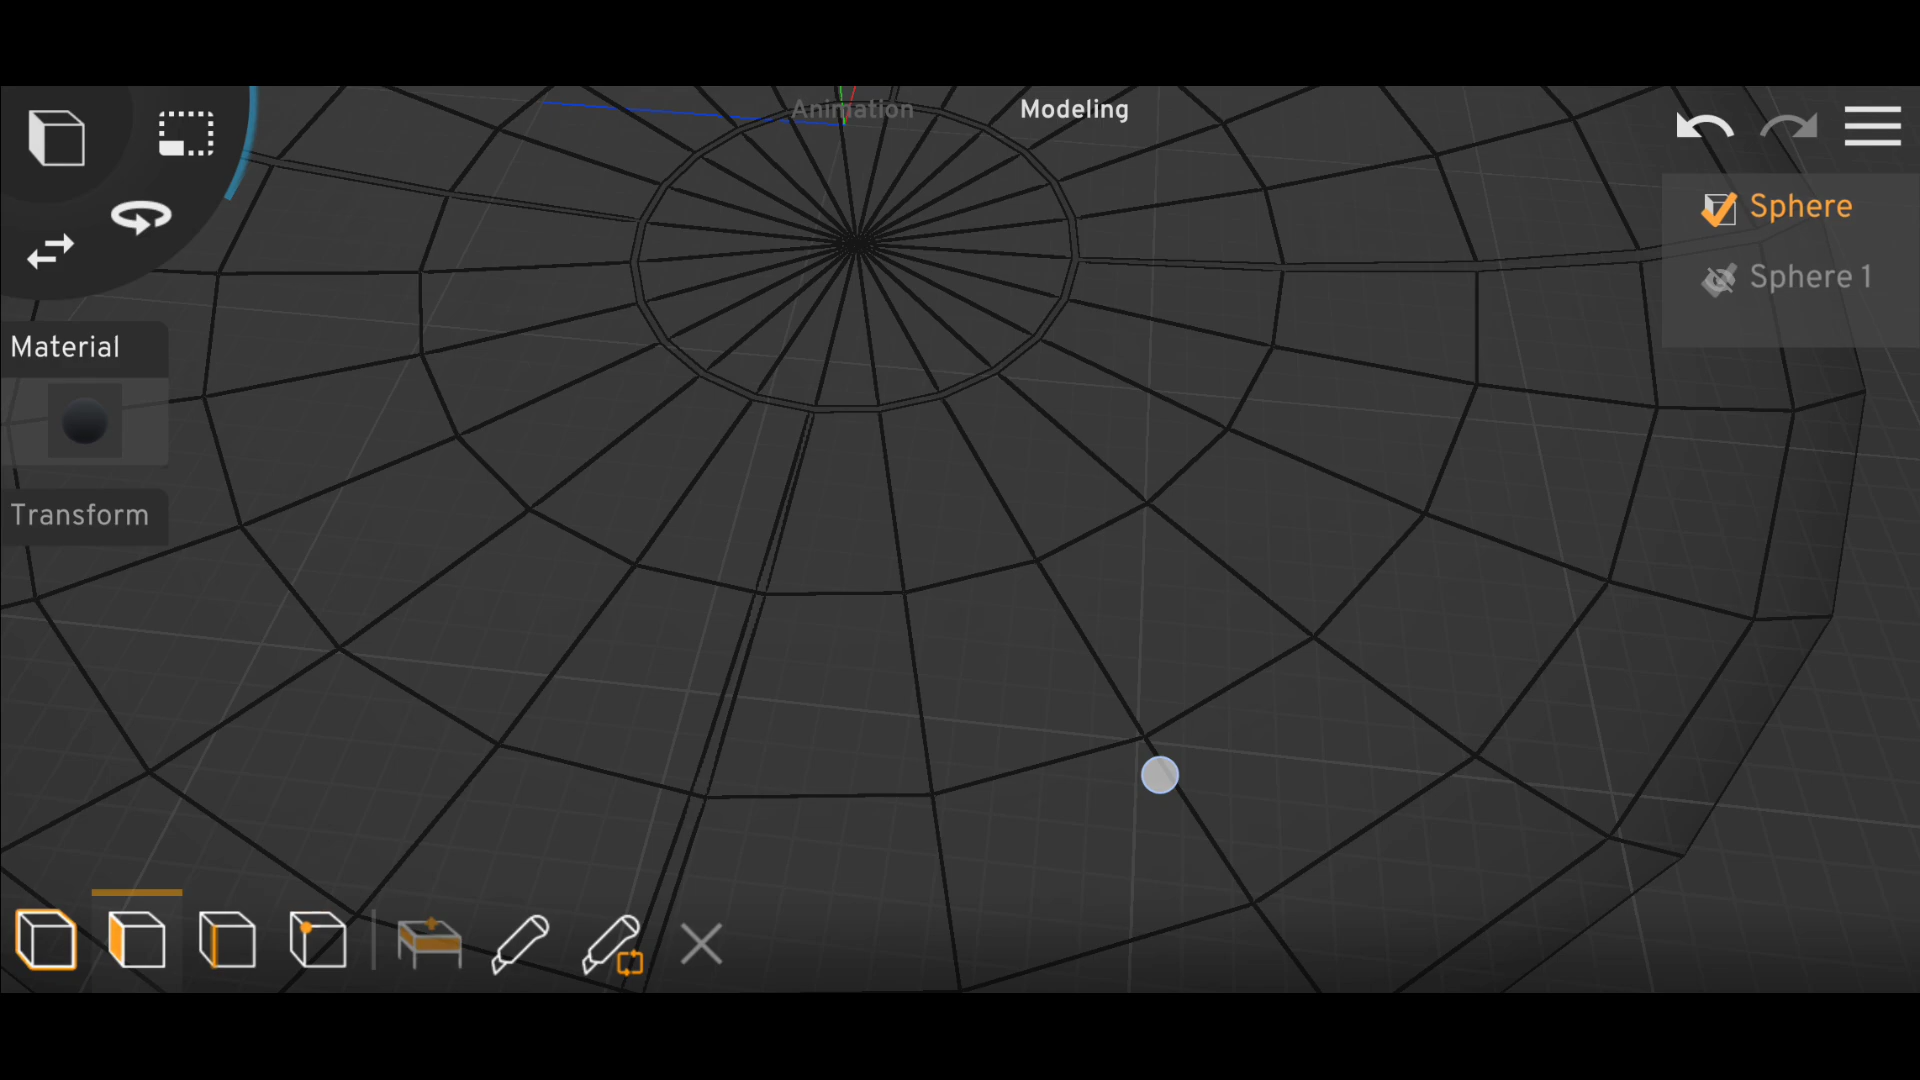 Animation
Modeling
Sphere
Sphere 1
Material
Transform